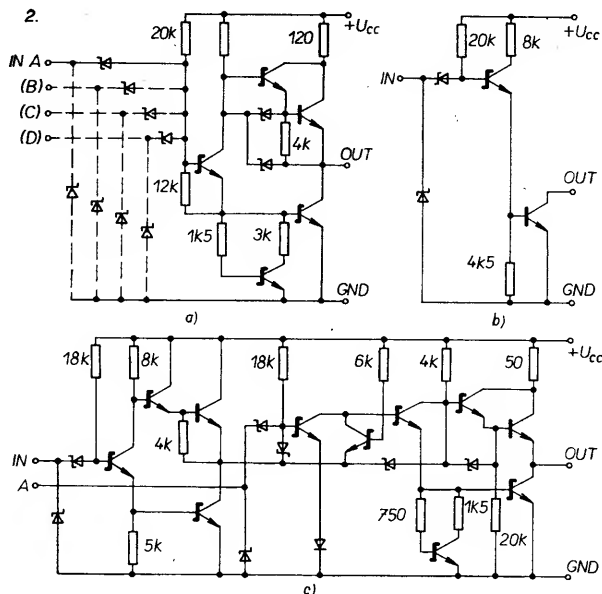 2.
20k
120
+Ucc
IN A
(B)
(C)
(D)
4k
OUT
12k
1k5
3k
GND
a)
20k
8k
+Ucc
IN
OUT
4k5
GND
b)
18k
8k
18k
6k
4k
50
+Ucc
4k
IN
A
OUT
750
1k5
20k
5k
GND
c)